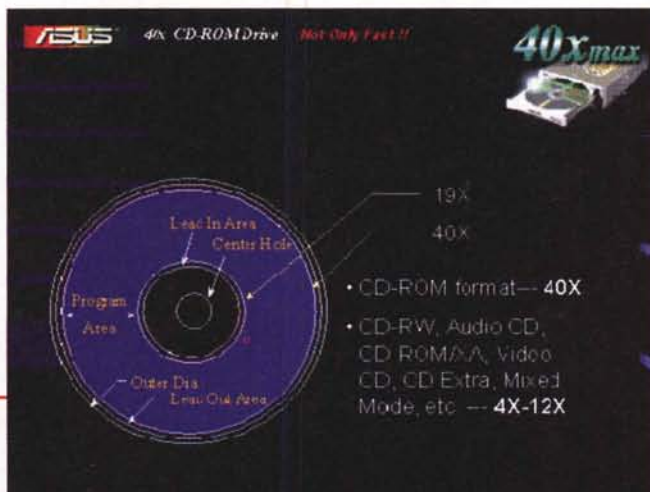 ASUS 40x CD-ROM Drive Not Only Fast !!
40xmax
19X
40X
Lead In Area
Center Hole
Program
Area
Outer Dia
Lead Out Area
• CD-ROM format--- 40X
• CD-RW, Audio CD,
CD ROM/XA, Video
CD, CD Extra, Mixed
Mode, etc --- 4X-12X